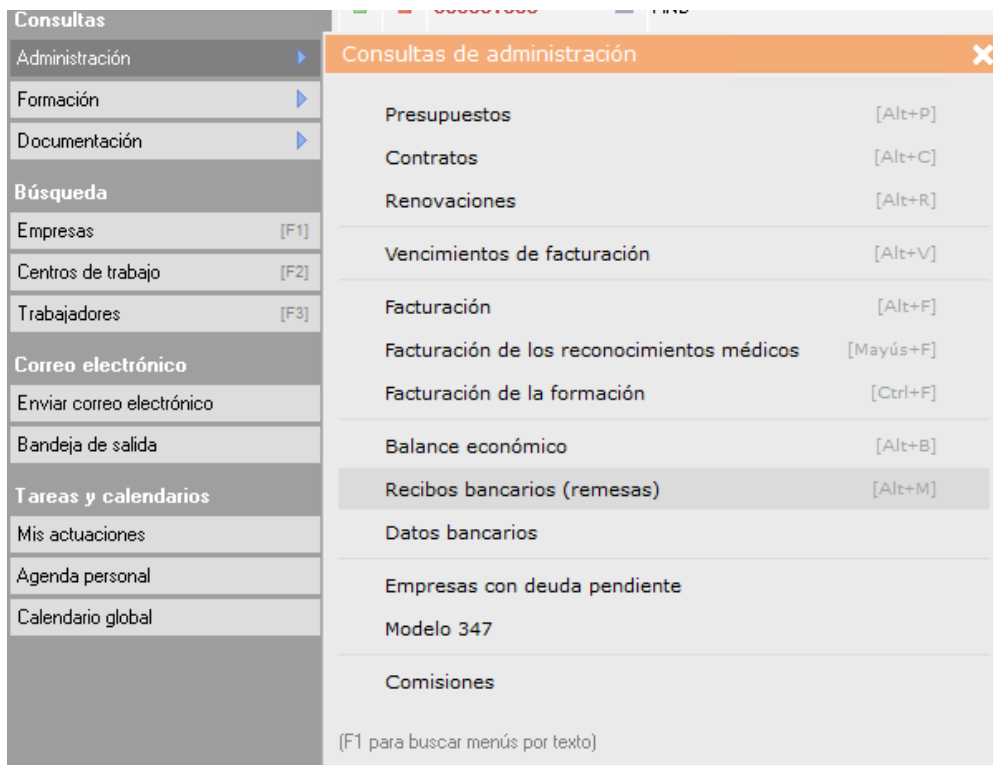 Consultas
Administración
Formación
Documentación
Búsqueda
Empresas [F1]
Centros de trabajo [F2]
Trabajadores [F3]
Correo electrónico
Enviar correo electrónico
Bandeja de salida
Tareas y calendarios
Mis actuaciones
Agenda personal
Calendario global
Consultas de administración
Presupuestos [Alt+P]
Contratos [Alt+C]
Renovaciones [Alt+R]
Vencimientos de facturación [Alt+V]
Facturación [Alt+F]
Facturación de los reconocimientos médicos [Mayús+F]
Facturación de la formación [Ctrl+F]
Balance económico [Alt+B]
Recibos bancarios (remesas) [Alt+M]
Datos bancarios
Empresas con deuda pendiente
Modelo 347
Comisiones
(F1 para buscar menús por texto)